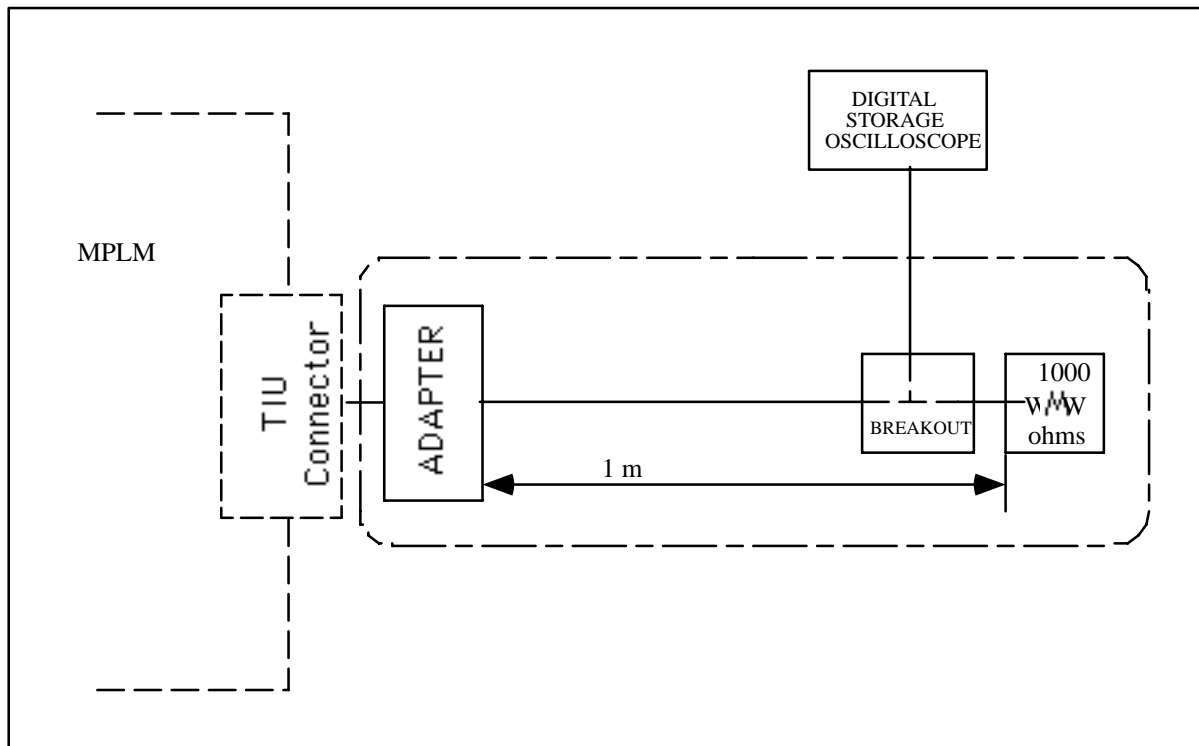 DIGITAL
STORAGE
OSCILLOSCOPE
MPLM
TIU
Connector
ADAPTER
BREAKOUT
1000
W W
ohms
1 m